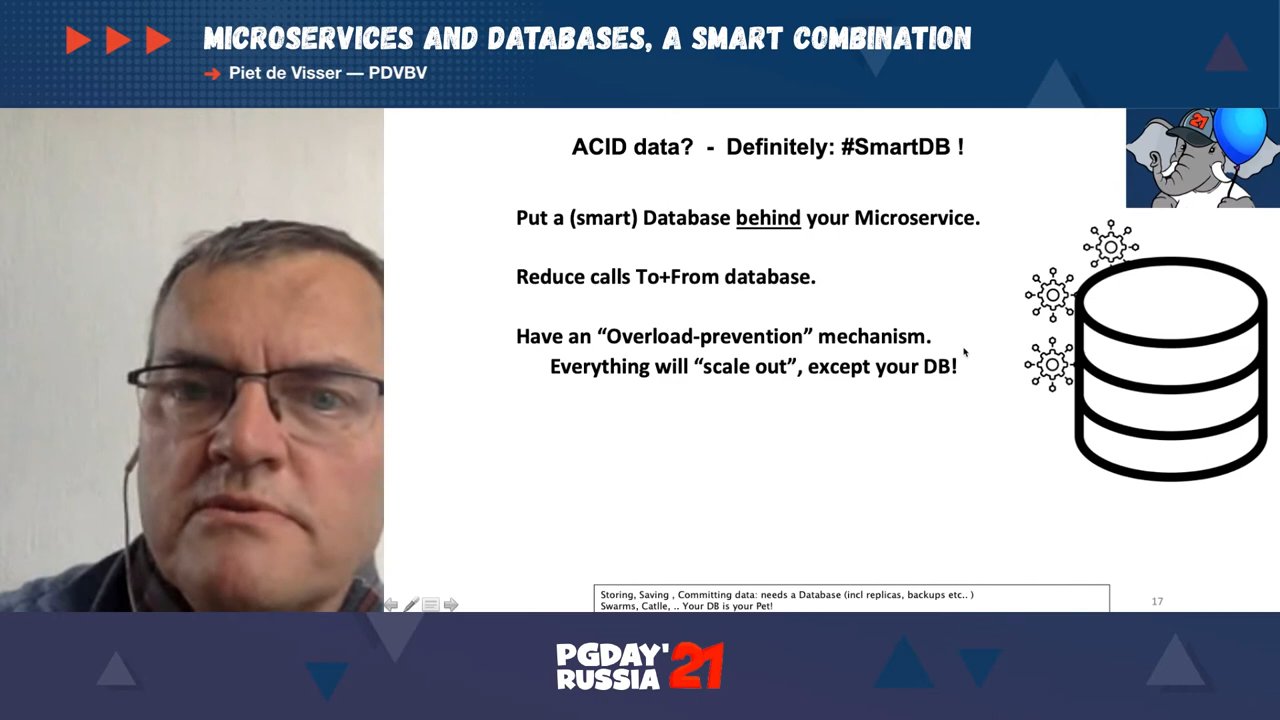 MICROSERVICES AND DATABASES, A SMART COMBINATION
Piet de Visser — PDVBV
21
ACID data? - Definitely: #SmartDB !
Put a (smart) Database behind your Microservice.
Reduce calls To+From database.
Have an “Overload-prevention” mechanism.
Everything will “scale out”, except your DB!
Storing, Saving , Committing data: needs a Database (incl replicas, backups etc.. )
Swarms, Catlle, .. Your DB is your Pet!
17
PGDAY'
RUSSIA
21